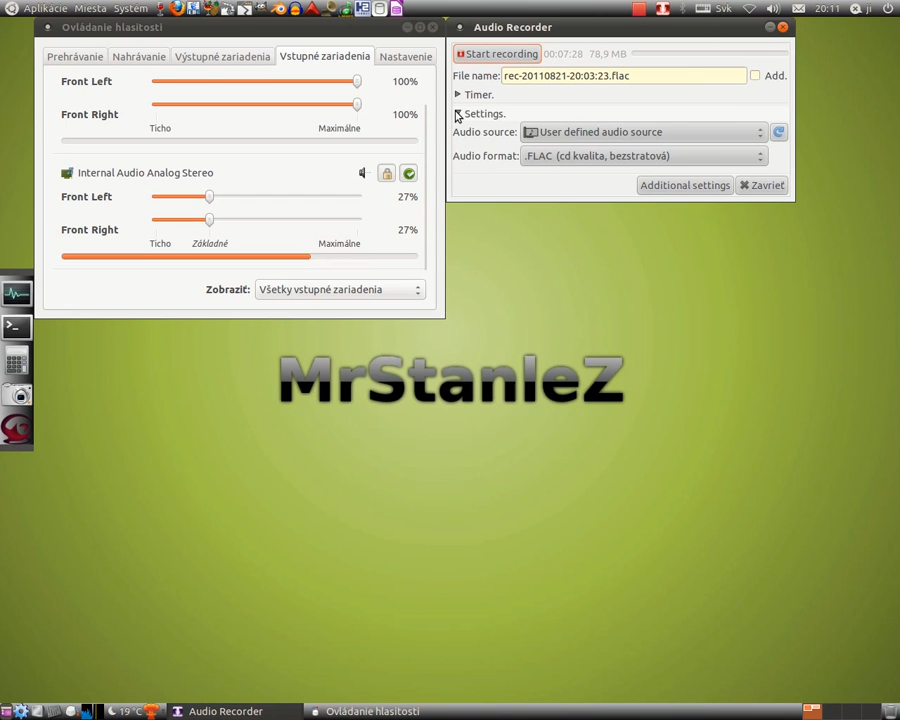 Aplikácie Miesta Systém
Svk
20:11
ji
Ovládanie hlasitosti
Prehrávanie
Nahrávanie
Výstupné zariadenia
Vstupné zariadenia
Nastavenie
Front Left
100%
Front Right
100%
Ticho
Maximálne
Internal Audio Analog Stereo
Front Left
27%
Front Right
27%
Ticho
Základné
Maximálne
Zobraziť:
Všetky vstupné zariadenia
Audio Recorder
Start recording
00:07:28
78,9 MB
File name:
rec-20110821-20:03:23.flac
Add.
Timer.
Settings.
Audio source:
User defined audio source
Audio format:
.FLAC (cd kvalita, bezstratová)
Additional settings
Zavrieť
MrStanleZ
19 °C
Audio Recorder
Ovládanie hlasitosti